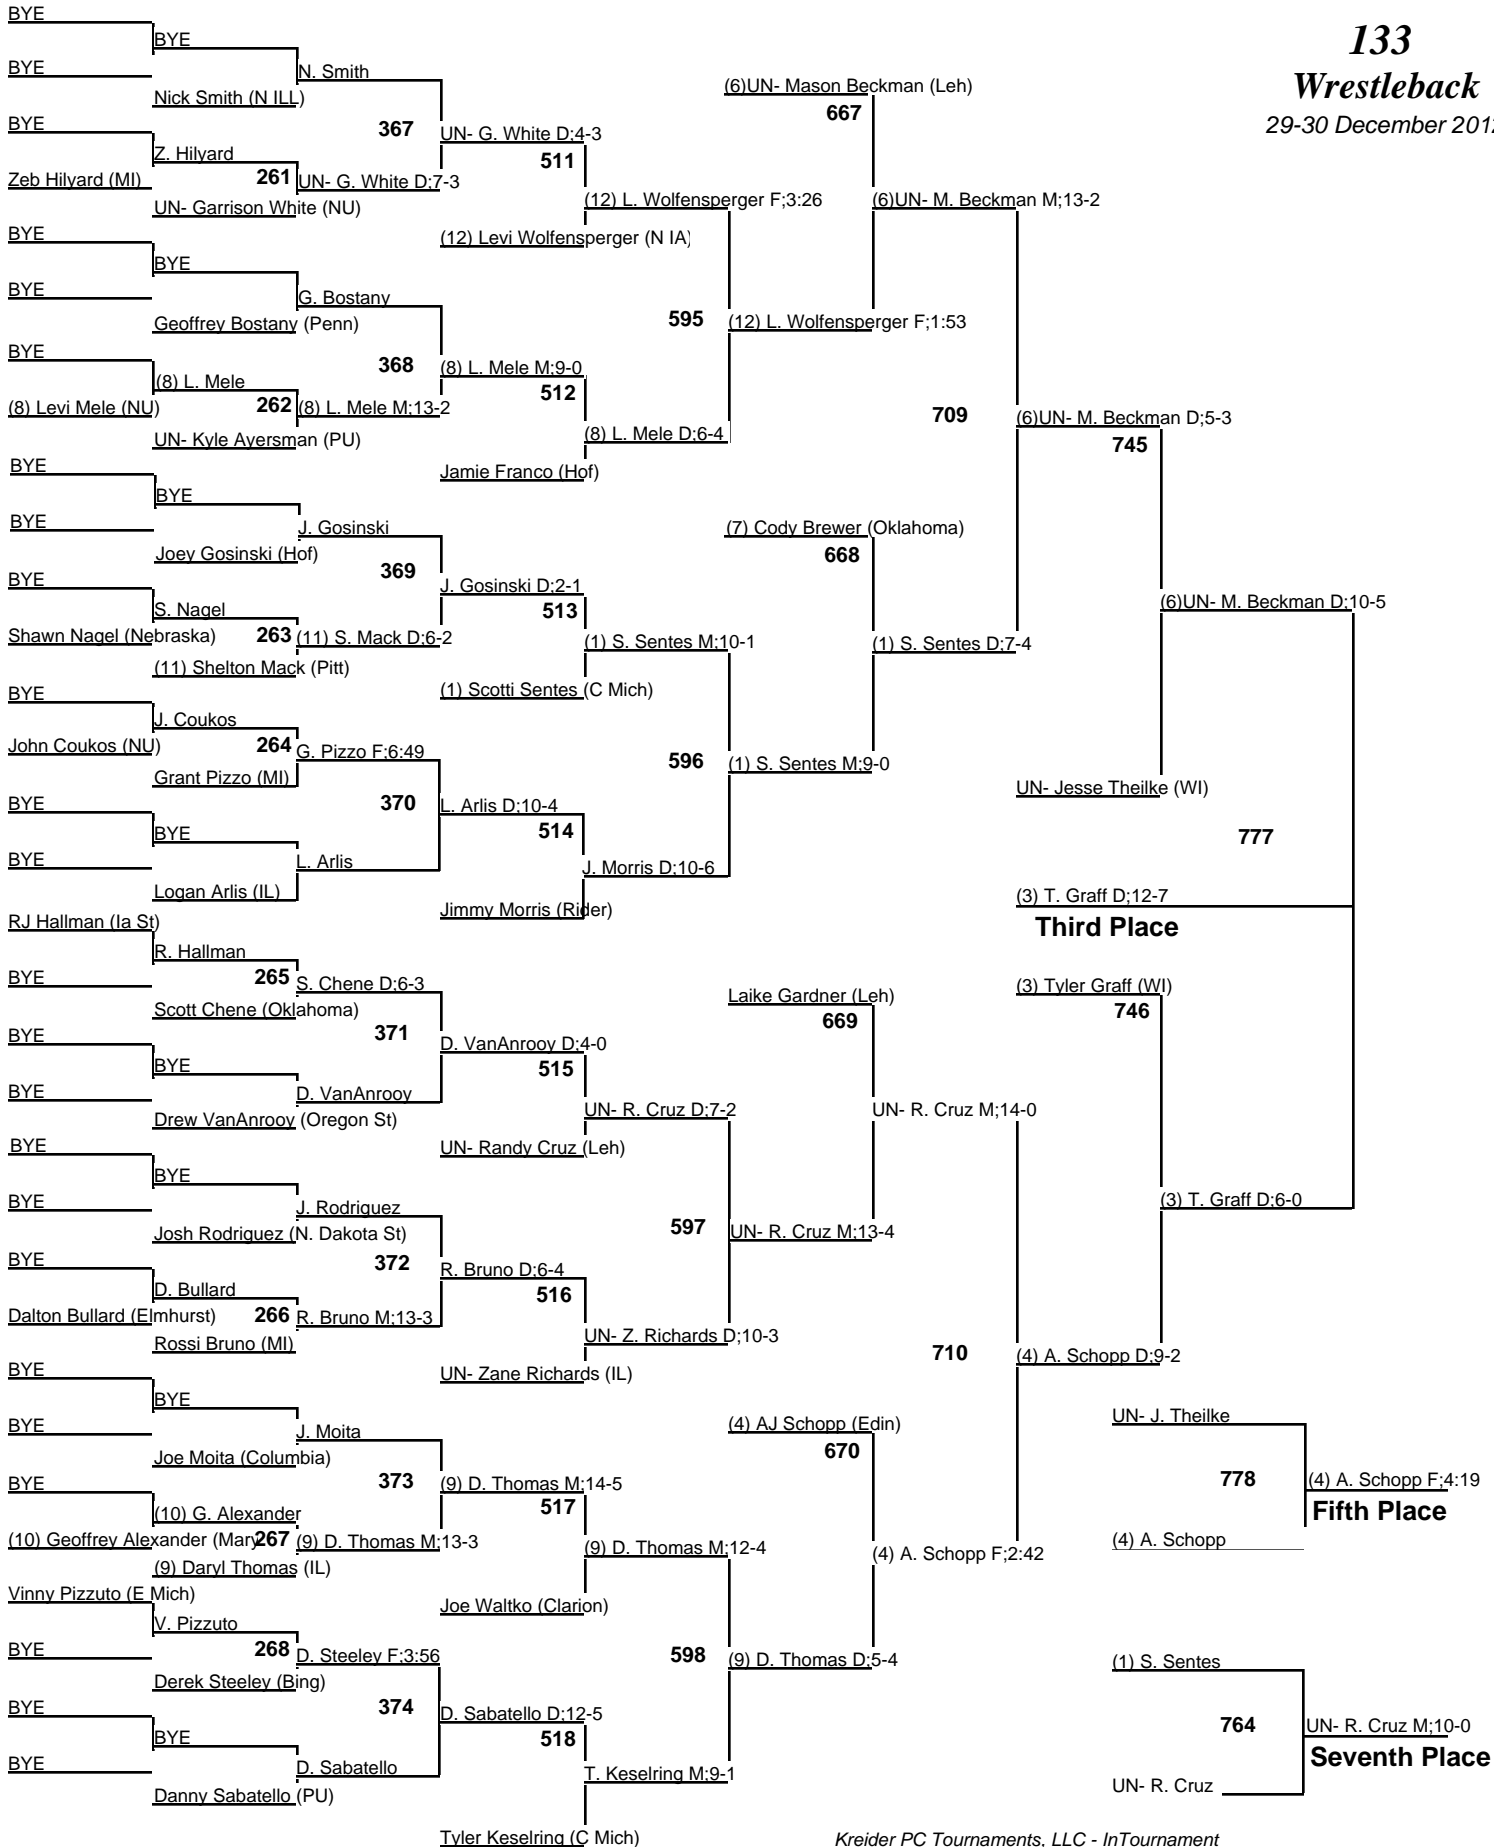 133
Wrestleback
29-30 December 2012
BYE
BYE
BYE
N. Smith
Nick Smith (N ILL)
367
BYE
UN- G. White D;4-3
Z. Hilyard
511
Zeb Hilyard (MI)
261
UN- G. White D;7-3
UN- Garrison White (NU)
(12) L. Wolfensperger F;3:26
(12) Levi Wolfensperger (N IA)
BYE
BYE
BYE
G. Bostany
Geoffrey Bostany (Penn)
595
(12) L. Wolfensperger F;1:53
BYE
368
(8) L. Mele M;9-0
(8) L. Mele
512
(8) Levi Mele (NU)
262
(8) L. Mele M;13-2
UN- Kyle Ayersman (PU)
(8) L. Mele D;6-4
Jamie Franco (Hof)
(6)UN- Mason Beckman (Leh)
667
(6)UN- M. Beckman M;13-2
709
(6)UN- M. Beckman D;5-3
745
BYE
BYE
BYE
J. Gosinski
Joey Gosinski (Hof)
369
BYE
J. Gosinski D;2-1
S. Nagel
513
Shawn Nagel (Nebraska)
263
(11) S. Mack D;6-2
(11) Shelton Mack (Pitt)
(1) S. Sentes M;10-1
(1) Scotti Sentes (C Mich)
(7) Cody Brewer (Oklahoma)
668
(1) S. Sentes D;7-4
(6)UN- M. Beckman D;10-5
BYE
J. Coukos
John Coukos (NU)
264
G. Pizzo F;6:49
Grant Pizzo (MI)
596
(1) S. Sentes M;9-0
BYE
370
L. Arlis D;10-4
BYE
514
BYE
L. Arlis
Logan Arlis (IL)
J. Morris D;10-6
Jimmy Morris (Rider)
UN- Jesse Theilke (WI)
777
(3) T. Graff D;12-7
Third Place
RJ Hallman (Ia St)
R. Hallman
BYE
265
S. Chene D;6-3
Scott Chene (Oklahoma)
371
BYE
D. VanAnrooy D;4-0
BYE
515
BYE
D. VanAnrooy
Drew VanAnrooy (Oregon St)
UN- R. Cruz D;7-2
UN- Randy Cruz (Leh)
Laike Gardner (Leh)
669
UN- R. Cruz M;14-0
(3) Tyler Graff (WI)
746
(3) T. Graff D;6-0
BYE
BYE
BYE
J. Rodriguez
Josh Rodriguez (N. Dakota St)
597
UN- R. Cruz M;13-4
BYE
372
R. Bruno D;6-4
D. Bullard
516
Dalton Bullard (Elmhurst)
266
R. Bruno M;13-3
Rossi Bruno (MI)
UN- Z. Richards D;10-3
UN- Zane Richards (IL)
710
(4) A. Schopp D;9-2
BYE
BYE
BYE
J. Moita
Joe Moita (Columbia)
373
BYE
(9) D. Thomas M;14-5
(10) G. Alexander
517
(10) Geoffrey Alexander (Mary
267
(9) D. Thomas M;13-3
(9) Daryl Thomas (IL)
(9) D. Thomas M;12-4
Joe Waltko (Clarion)
(4) AJ Schopp (Edin)
670
(4) A. Schopp F;2:42
UN- J. Theilke
778
(4) A. Schopp F;4:19
Fifth Place
(4) A. Schopp
Vinny Pizzuto (E Mich)
V. Pizzuto
BYE
268
D. Steeley F;3:56
Derek Steeley (Bing)
598
(9) D. Thomas D;5-4
BYE
374
D. Sabatello D;12-5
BYE
518
BYE
D. Sabatello
Danny Sabatello (PU)
T. Keselring M;9-1
Tyler Keselring (C Mich)
(1) S. Sentes
764
UN- R. Cruz M;10-0
Seventh Place
UN- R. Cruz
Kreider PC Tournaments, LLC - InTournament